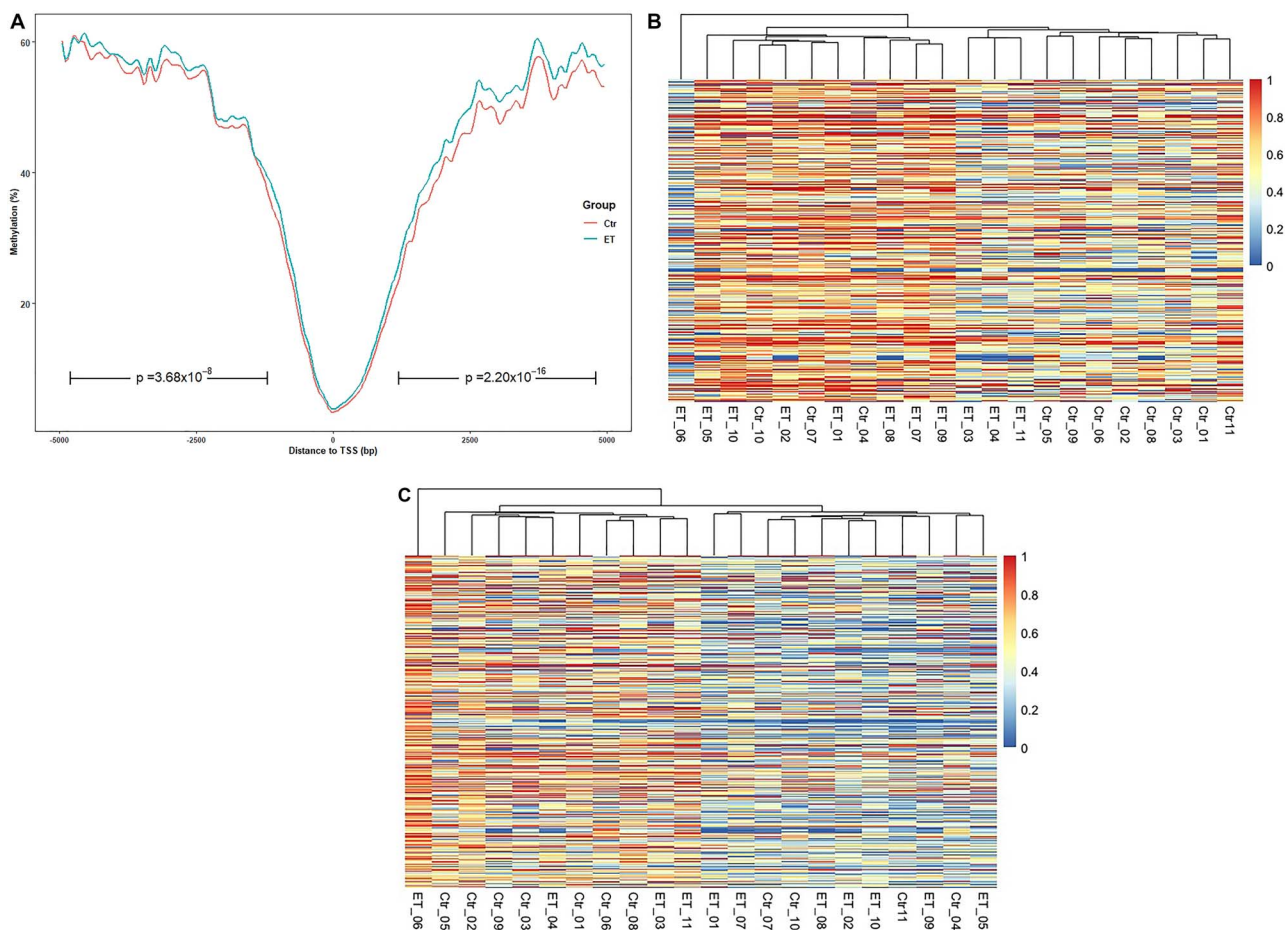 A
60
40
20
Methylation (%)
Group
Ctr
ET
p =3.68x10⁻⁸
p =2.20x10⁻¹⁶
-5000
-2500
0
2500
5000
Distance to TSS (bp)
B
1
0.8
0.6
0.4
0.2
0
ET_06
ET_05
ET_10
Ctr_10
ET_02
Ctr_07
ET_01
Ctr_04
ET_08
ET_07
ET_09
ET_03
ET_04
ET_11
Ctr_05
Ctr_09
Ctr_06
Ctr_02
Ctr_08
Ctr_03
Ctr_01
Ctr11
C
1
0.8
0.6
0.4
0.2
0
ET_06
Ctr_05
Ctr_02
Ctr_09
Ctr_03
ET_04
Ctr_01
Ctr_06
Ctr_08
ET_03
ET_11
ET_01
ET_07
Ctr_07
Ctr_10
ET_08
ET_02
ET_10
Ctr11
ET_09
Ctr_04
ET_05